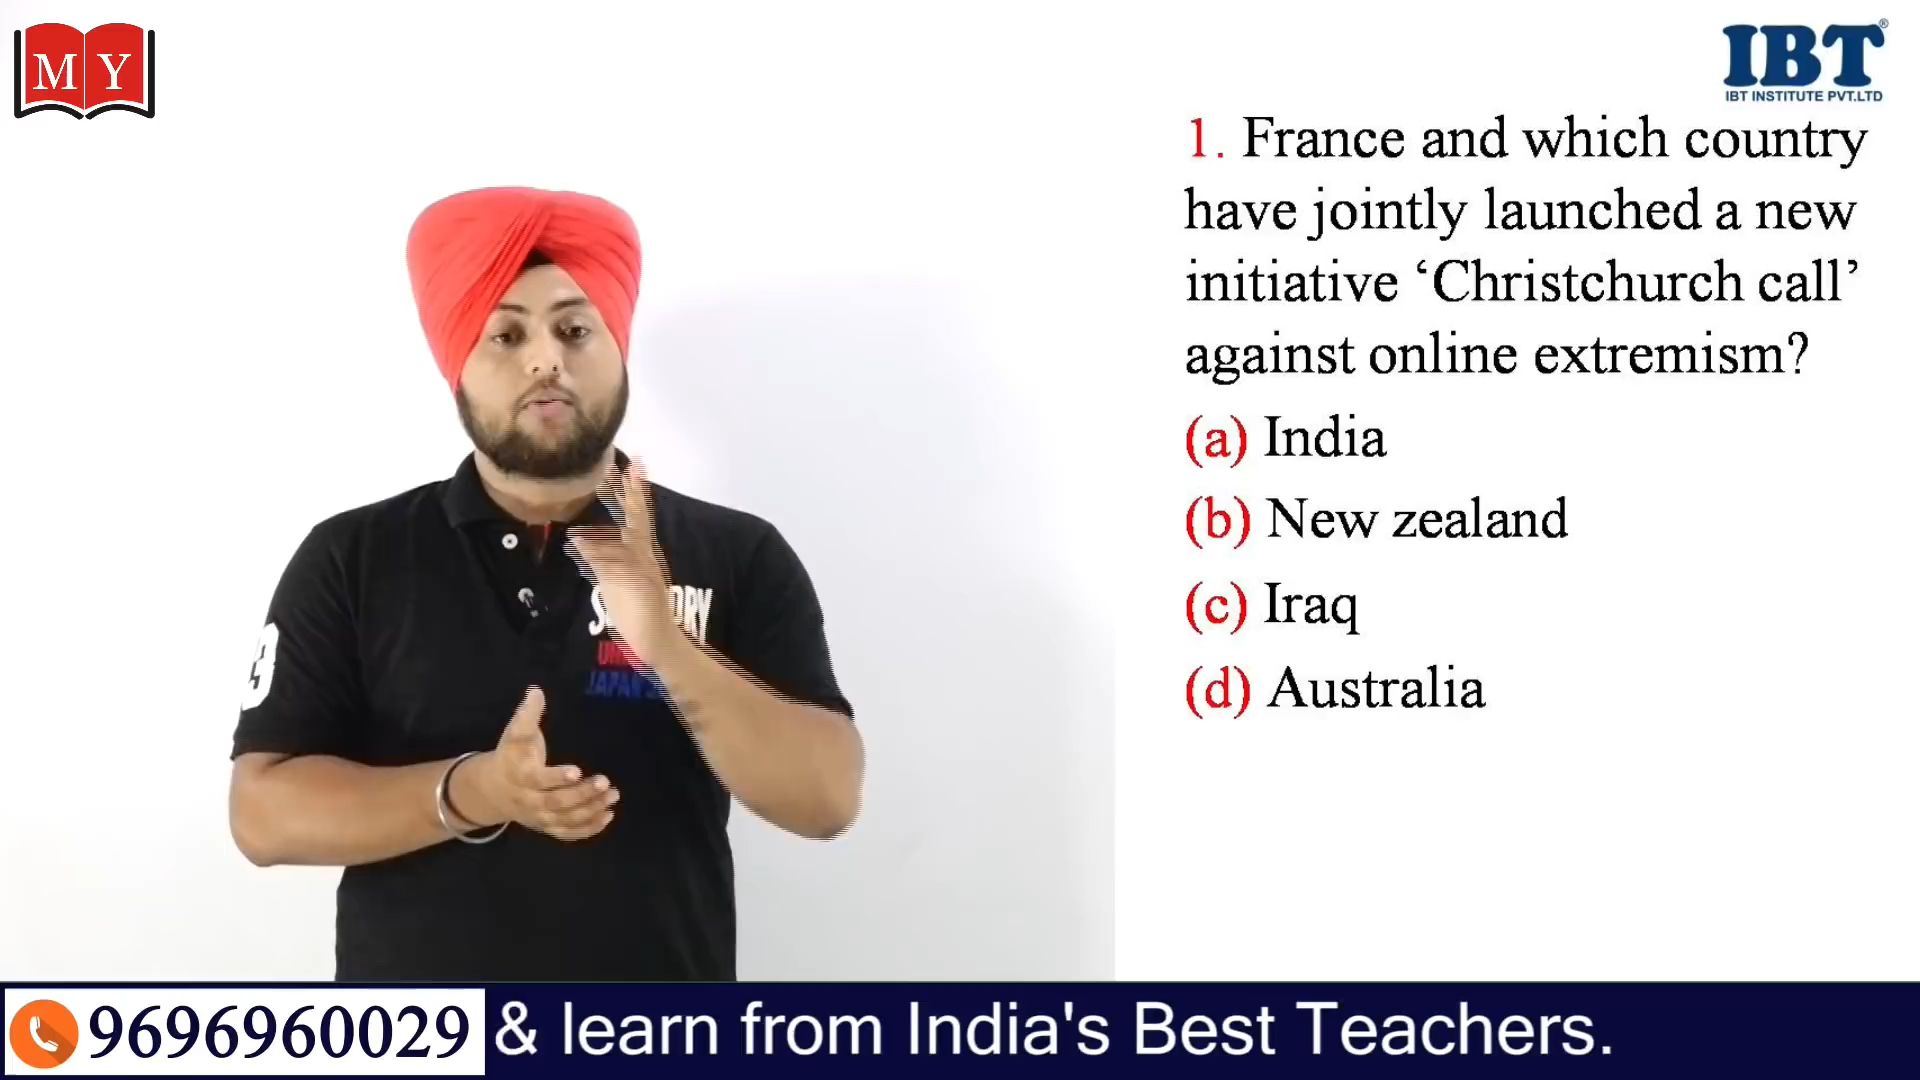 M Y
IBT®
IBT INSTITUTE PVT.LTD
1. France and which country
have jointly launched a new
initiative ‘Christchurch call’
against online extremism?
(a) India
(b) New zealand
(c) Iraq
(d) Australia
9696960029 & learn from India's Best Teachers.